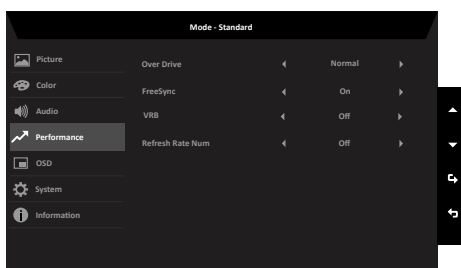 Mode - Standard
Picture
Color
Audio
Performance
OSD
System
Information
Over Drive Normal
FreeSync On
VRB Off
Refresh Rate Num Off